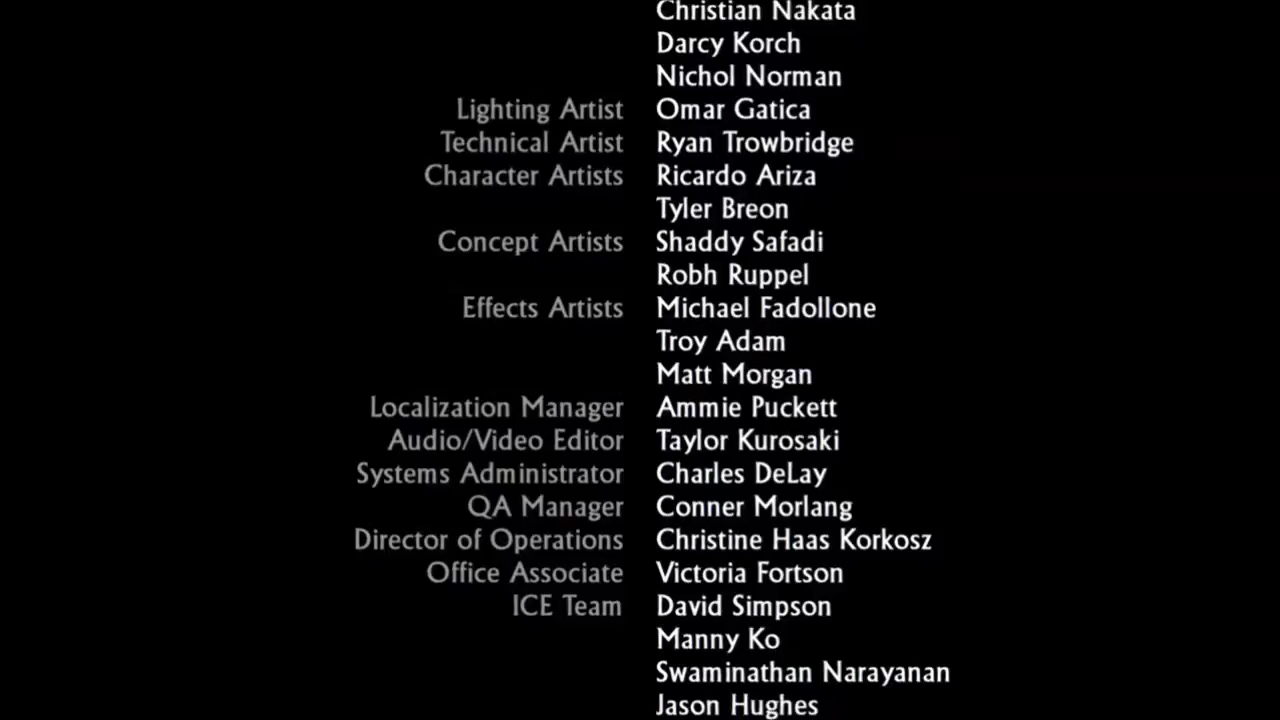 Christian Nakata
Darcy Korch
Nichol Norman
Lighting Artist Omar Gatica
Technical Artist Ryan Trowbridge
Character Artists Ricardo Ariza
Tyler Breon
Concept Artists Shaddy Safadi
Robh Ruppel
Effects Artists Michael Fadollone
Troy Adam
Matt Morgan
Localization Manager Ammie Puckett
Audio/Video Editor Taylor Kurosaki
Systems Administrator Charles DeLay
QA Manager Conner Morlang
Director of Operations Christine Haas Korkosz
Office Associate Victoria Fortson
ICE Team David Simpson
Manny Ko
Swaminathan Narayanan
Jason Hughes